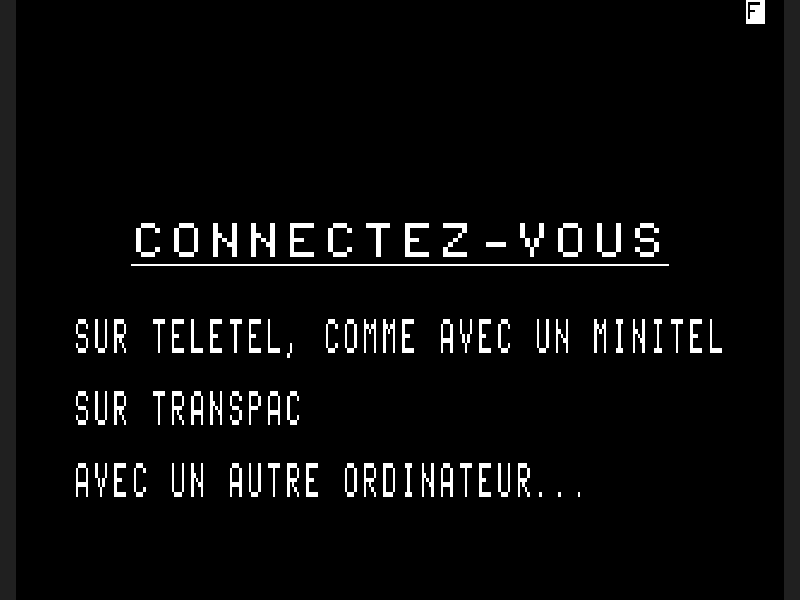 F
CONNECTEZ-VOUS
SUR TELETEL, COMME AVEC UN MINITEL
SUR TRANSPAC
AVEC UN AUTRE ORDINATEUR...